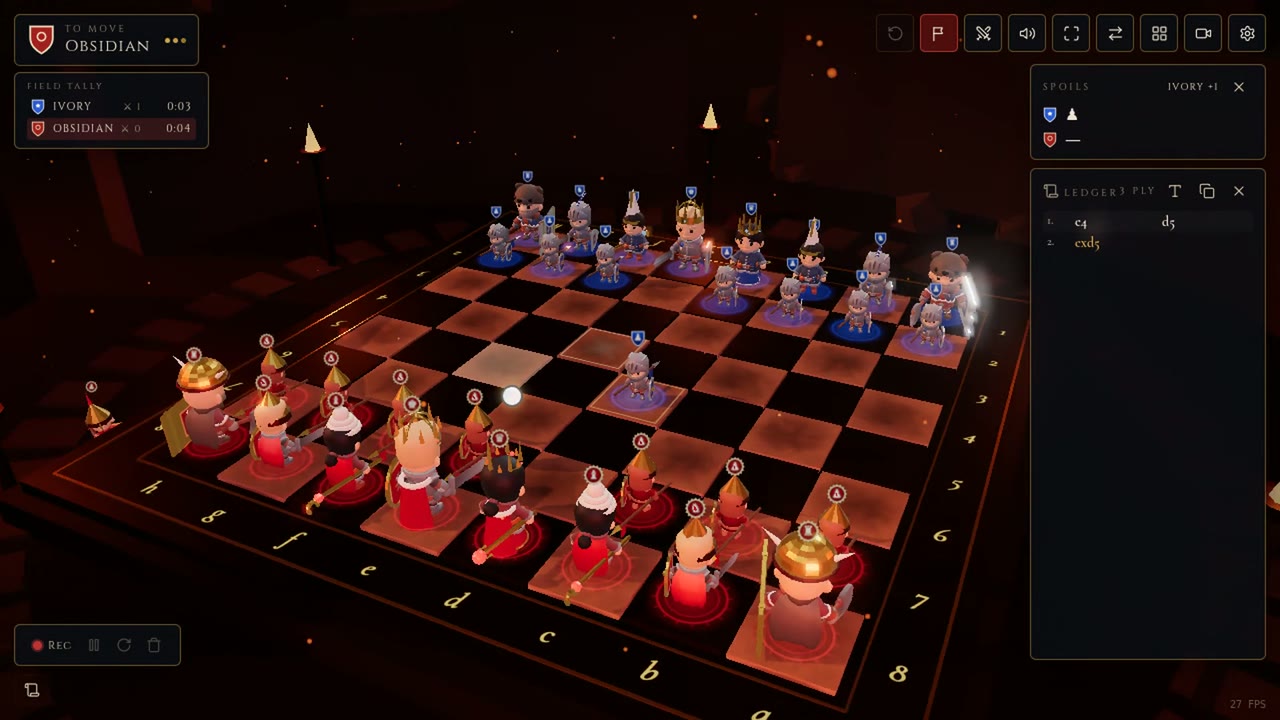 TO MOVE
OBSIDIAN
FIELD TALLY
IVORY 1 0:03
OBSIDIAN 0 0:04
SPOILS IVORY +1
—
LEDGER 3 PLY
1. c4 d5
2. cxd5
1
2
3
4
5
6
7
8
h
g
f
e
d
c
b
a
REC
27 FPS